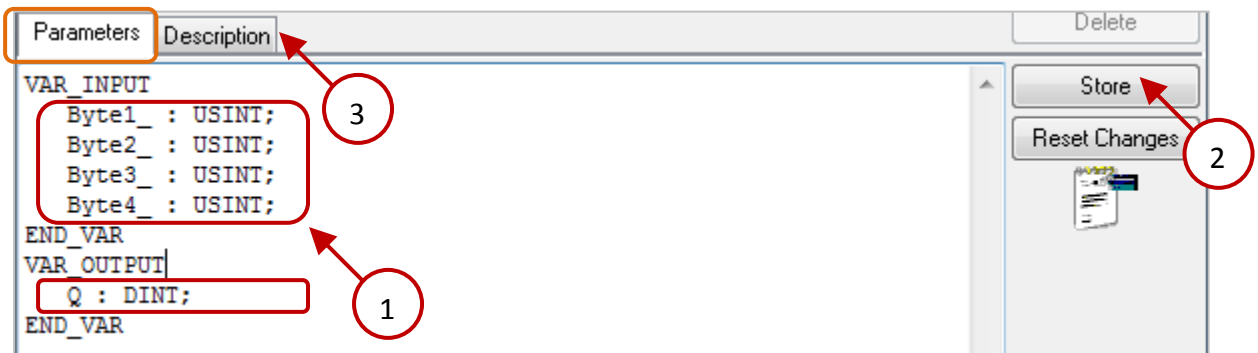 Parameters Description
Delete
VAR_INPUT
Byte1_ : USINT;
Byte2_ : USINT;
Byte3_ : USINT;
Byte4_ : USINT;
END_VAR
VAR_OUTPUT
Q : DINT;
END_VAR
Store
Reset Changes
3
2
1